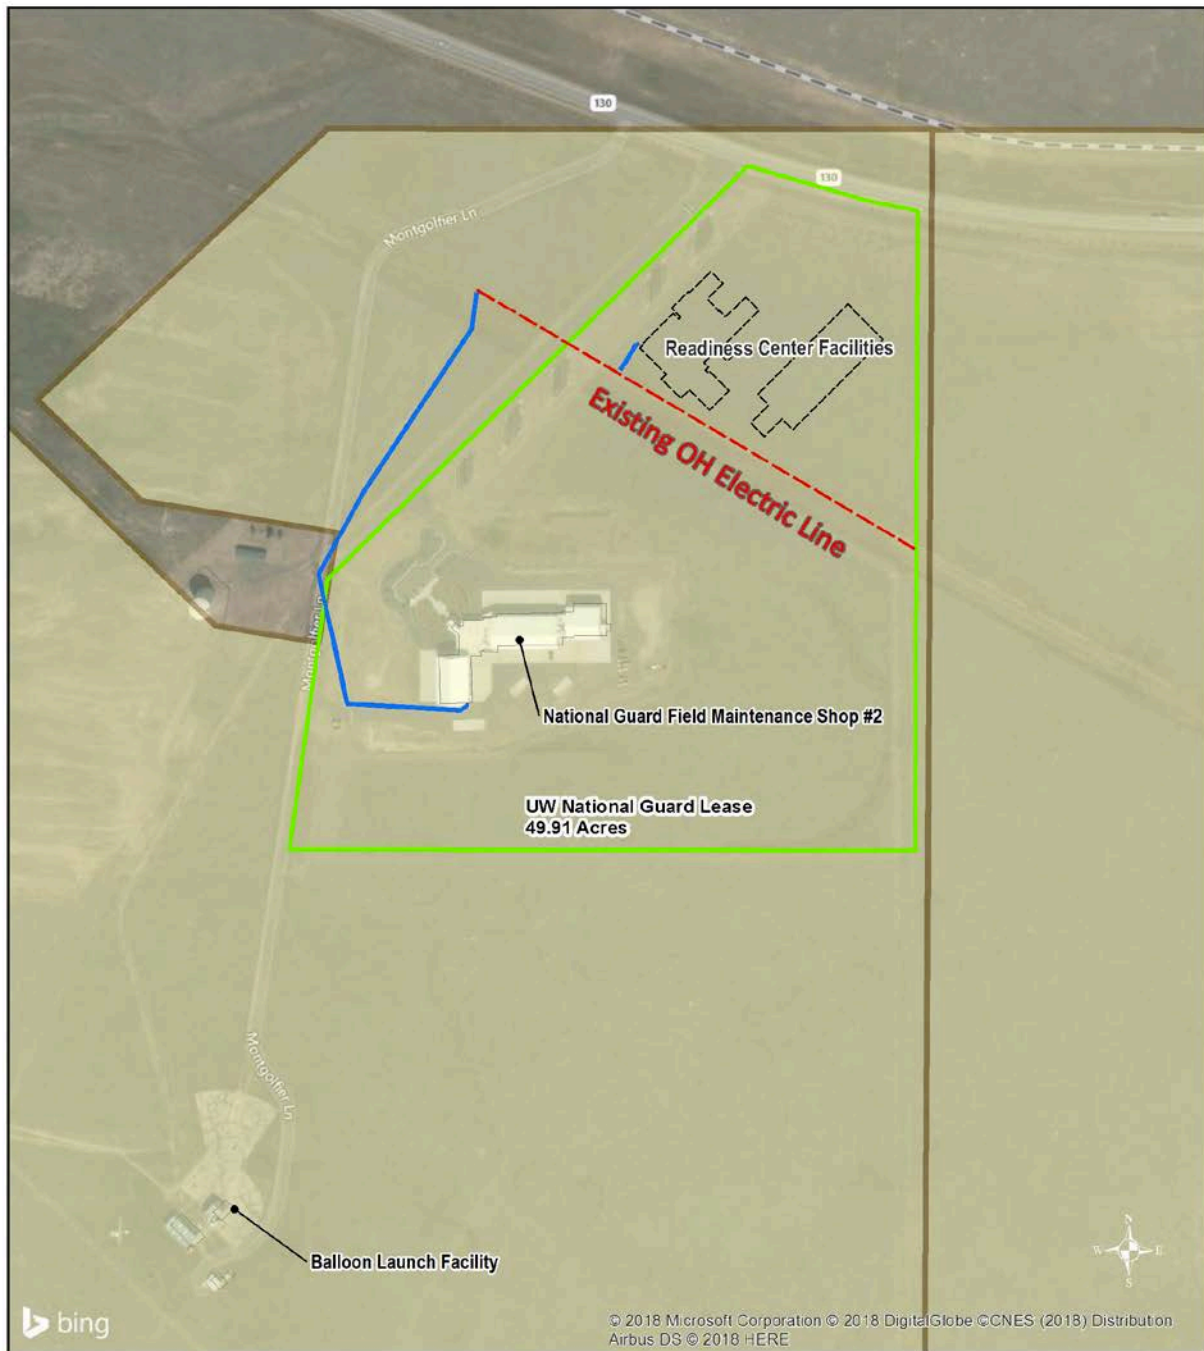 130
130
Montgolfier Ln
Readiness Center Facilities
Existing OH Electric Line
Montgolfier Ln
National Guard Field Maintenance Shop #2
UW National Guard Lease
49.91 Acres
Montgolfier Ln
Balloon Launch Facility
N
W E
S
bing
© 2018 Microsoft Corporation © 2018 DigitalGlobe ©CNES (2018) Distribution
Airbus DS © 2018 HERE